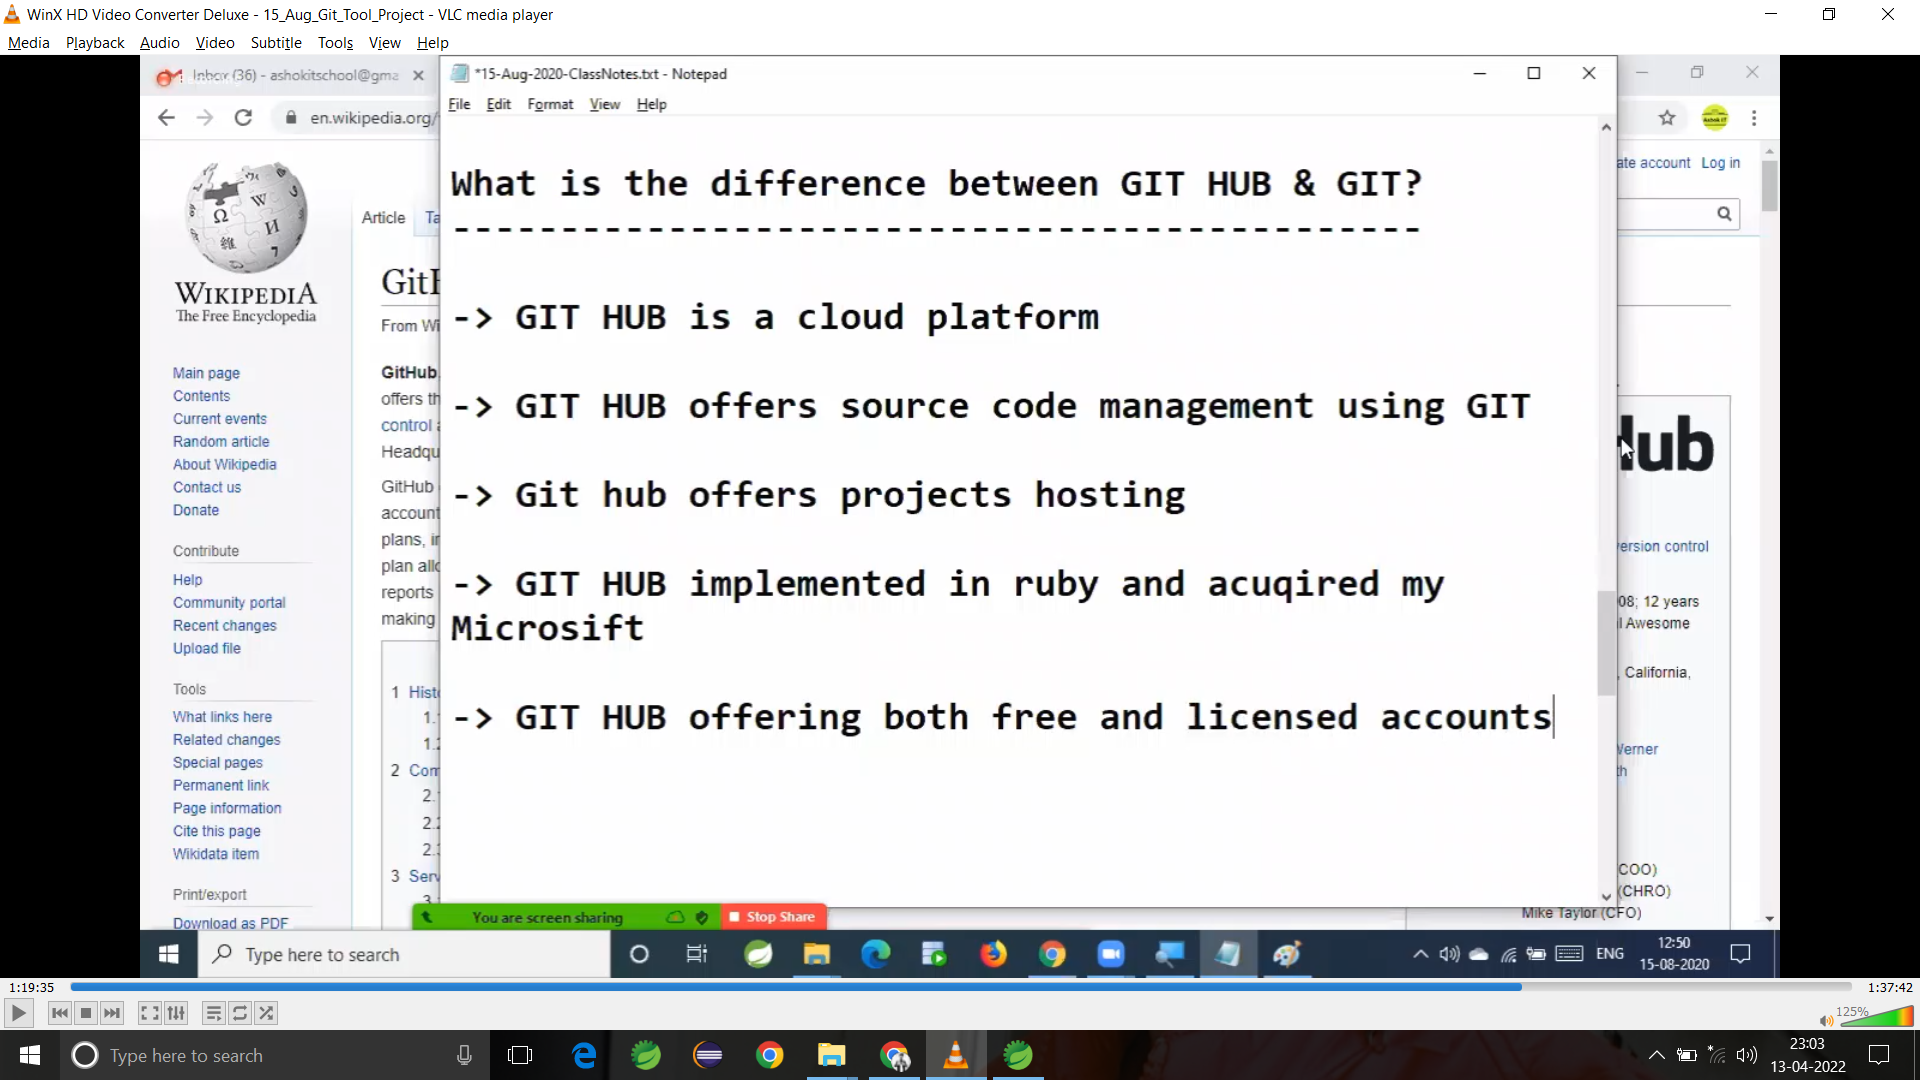 WinX HD Video Converter Deluxe - 15_Aug_Git_Tool_Project - VLC media player
Media Playback Audio Video Subtitle Tools View Help
Inbox (36) - ashokitschool@gma
*15-Aug-2020-ClassNotes.txt - Notepad
File Edit Format View Help
en.wikipedia.org/
ate account Log in
What is the difference between GIT HUB & GIT?
---------------------------------------------
-> GIT HUB is a cloud platform
-> GIT HUB offers source code management using GIT
-> Git hub offers projects hosting
-> GIT HUB implemented in ruby and acuqired my
Microsift
-> GIT HUB offering both free and licensed accounts
WIKIPEDIA
The Free Encyclopedia
Main page
Contents
Current events
Random article
About Wikipedia
Contact us
Donate
Contribute
Help
Community portal
Recent changes
Upload file
Tools
What links here
Related changes
Special pages
Permanent link
Page information
Cite this page
Wikidata item
Print/export
Download as PDF
Article Ta
GitH
From Wi
GitHub
offers th
control a
Headqu
GitHub
account
plans, i
plan allo
reports
making
1 Histo
1.
1.2
2 Com
2.
2.2
2.3
3 Serv
3.
Hub
ersion control
08; 12 years
l Awesome
, California,
Werner
th
COO)
(CHRO)
Mike Taylor (CFO)
You are screen sharing Stop Share
Type here to search
ENG
12:50
15-08-2020
1:19:35
1:37:42
125%
Type here to search
23:03
13-04-2022